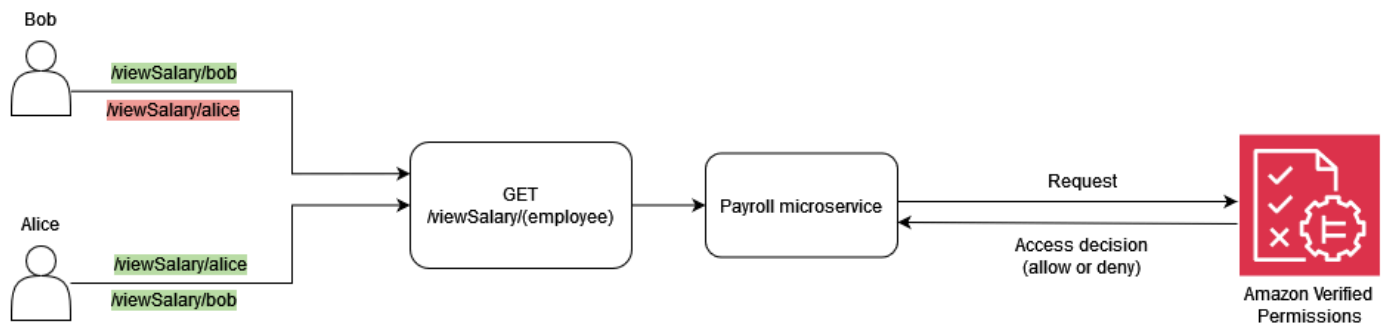 Bob
/viewSalary/bob
/viewSalary/alice
Alice
/viewSalary/alice
/viewSalary/bob
GET
/viewSalary/(employee)
Payroll microservice
Request
Access decision
(allow or deny)
Amazon Verified
Permissions